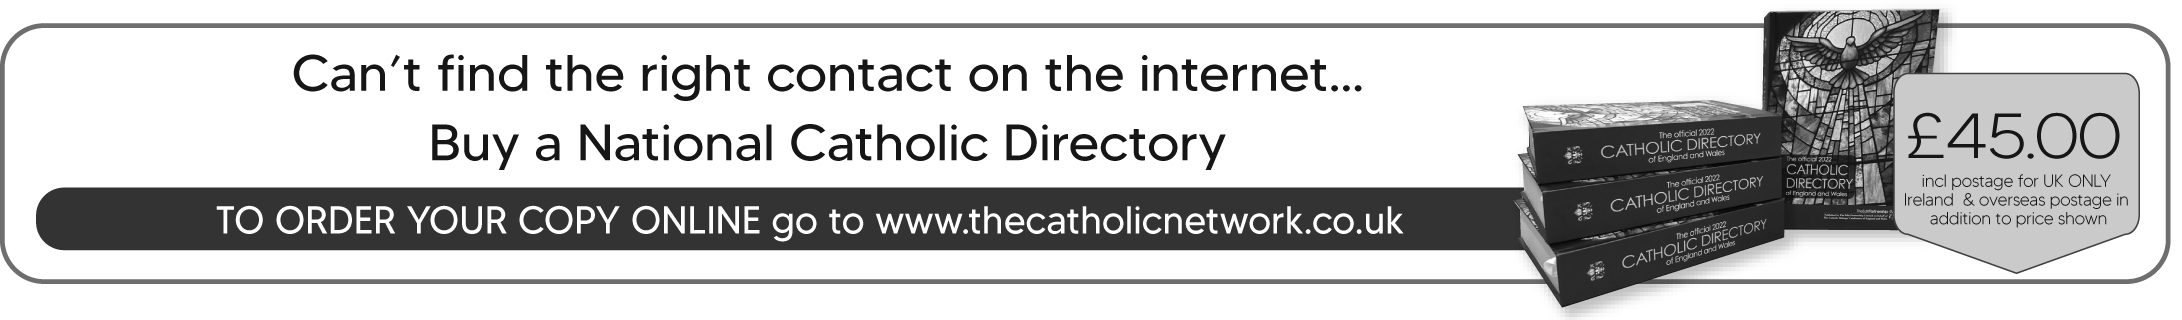 Can't find the right contact on the internet...
Buy a National Catholic Directory
TO ORDER YOUR COPY ONLINE go to www.thecatholicnetwork.co.uk
The official 2022
CATHOLIC DIRECTORY
of England and Wales
The official 2022
CATHOLIC DIRECTORY
of England and Wales
The official 2022
CATHOLIC DIRECTORY
of England and Wales
The official 2022
CATHOLIC
DIRECTORY
of England and Wales
£45.00
incl postage for UK ONLY
Ireland & overseas postage in
addition to price shown